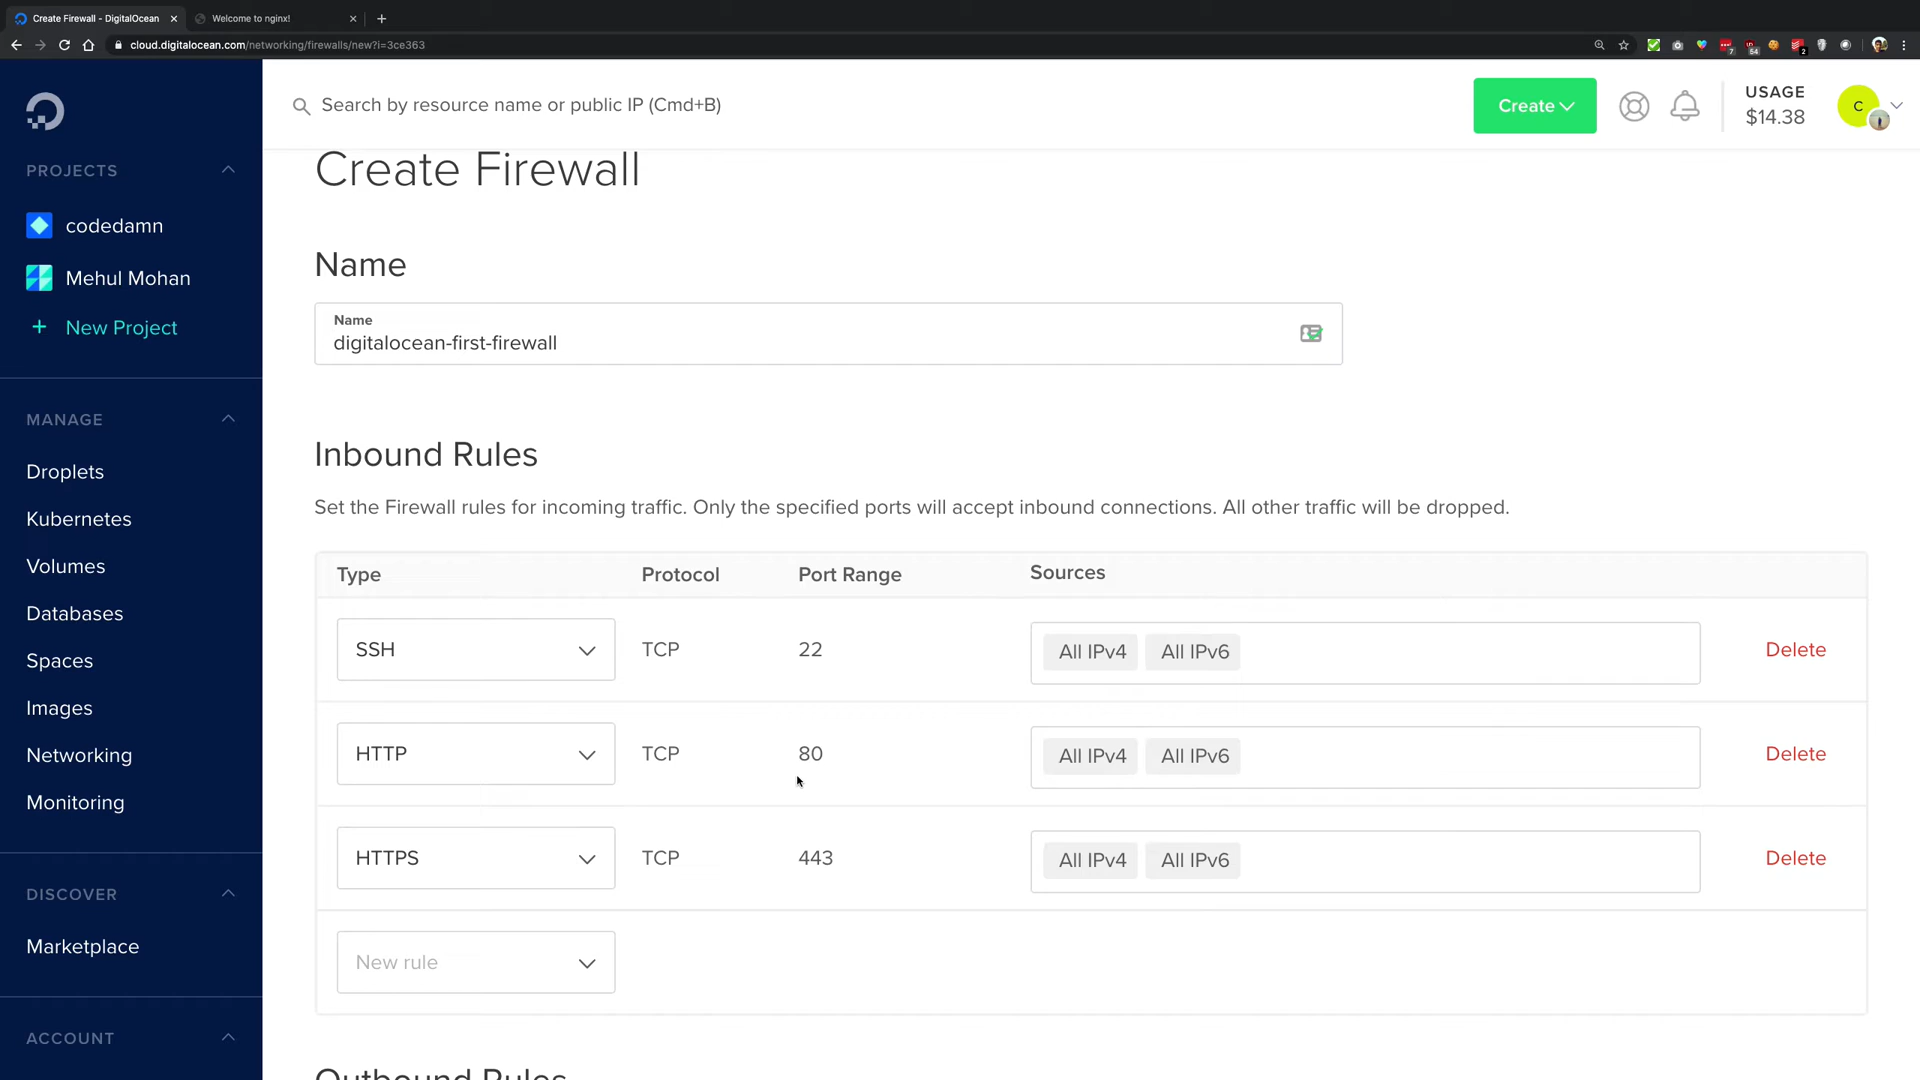 Create Firewall - DigitalOcean
Welcome to nginx!
cloud.digitalocean.com/networking/firewalls/new?i=3ce363
Search by resource name or public IP (Cmd+B)
Create
USAGE
$14.38
C
PROJECTS
codedamn
Mehul Mohan
+ New Project
MANAGE
Droplets
Kubernetes
Volumes
Databases
Spaces
Images
Networking
Monitoring
DISCOVER
Marketplace
ACCOUNT
Create Firewall
Name
Name
digitalocean-first-firewall
Inbound Rules
Set the Firewall rules for incoming traffic. Only the specified ports will accept inbound connections. All other traffic will be dropped.
Type Protocol Port Range Sources
SSH TCP 22 All IPv4 All IPv6 Delete
HTTP TCP 80 All IPv4 All IPv6 Delete
HTTPS TCP 443 All IPv4 All IPv6 Delete
New rule
Outbound Rules